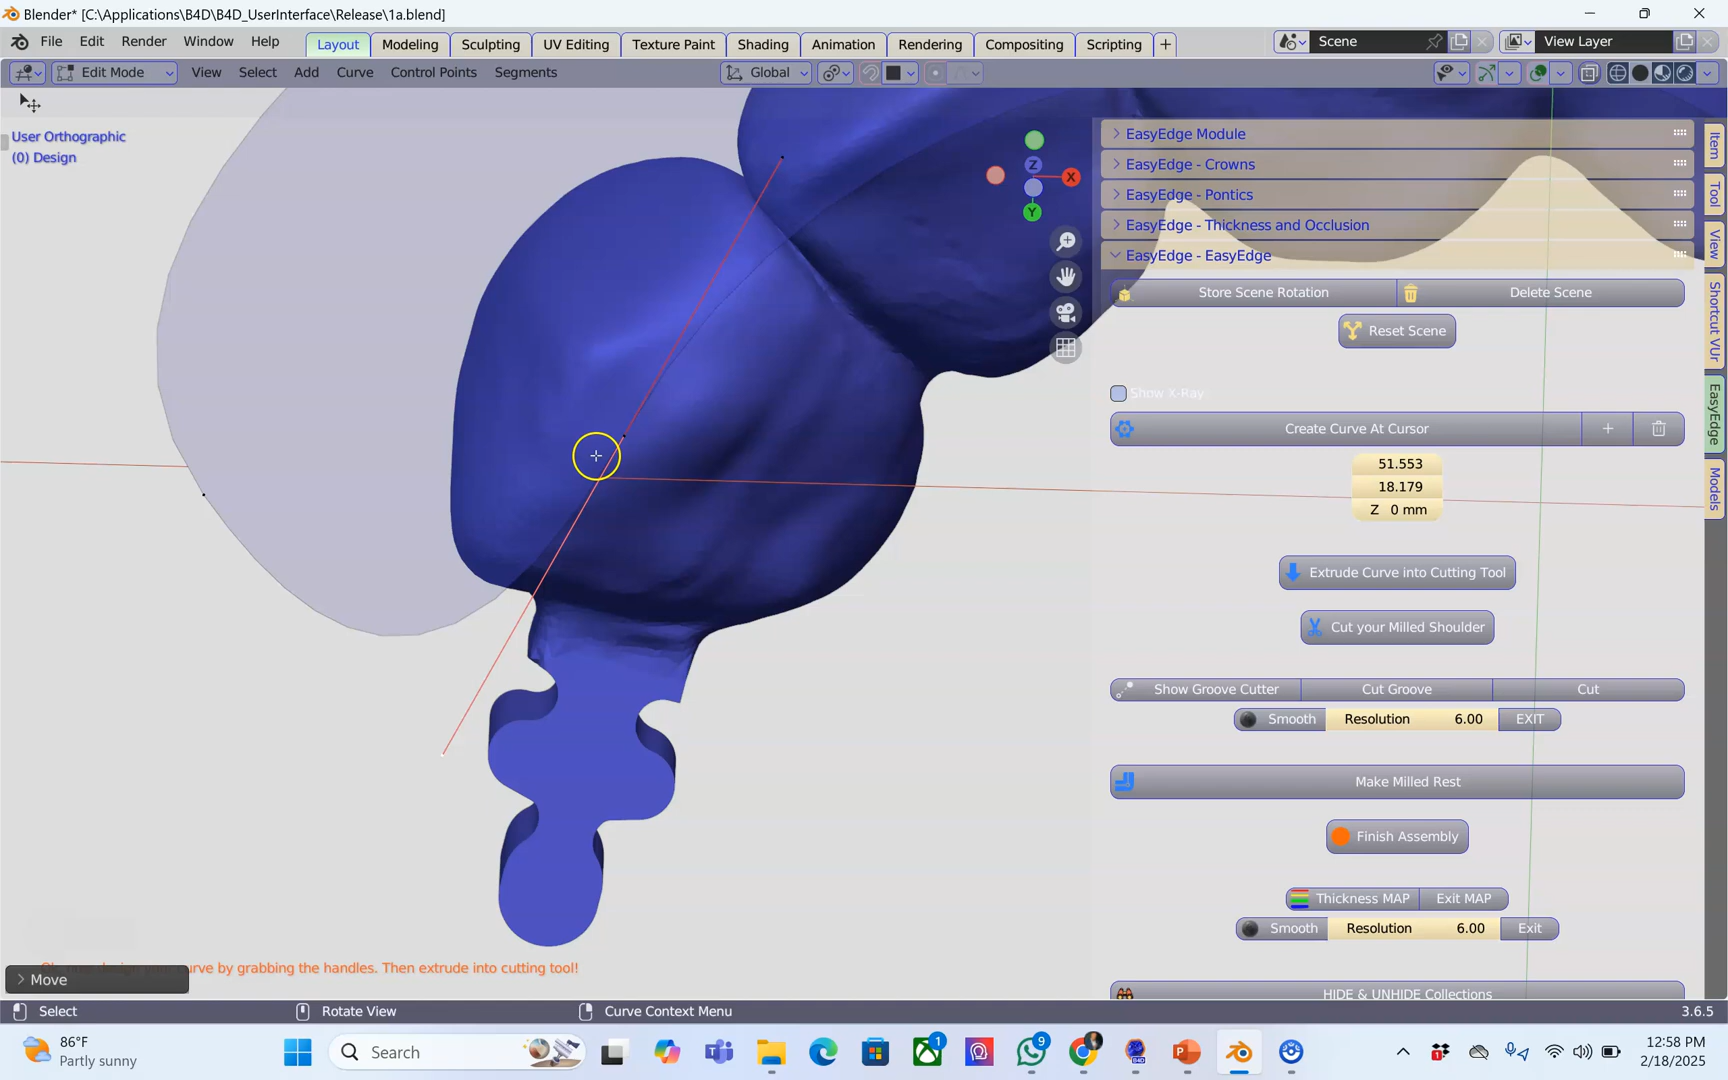 Blender* [C:\Applications\B4D\B4D_UserInterface\Release\1a.blend]
File Edit Render Window Help Layout Modeling Sculpting UV Editing Texture Paint Shading Animation Rendering Compositing Scripting + Scene View Layer
Edit Mode View Select Add Curve Control Points Segments Global
User Orthographic
(0) Design
Z
X
Y
EasyEdge Module
EasyEdge - Crowns
EasyEdge - Pontics
EasyEdge - Thickness and Occlusion
EasyEdge - EasyEdge
Store Scene Rotation Delete Scene
Reset Scene
Show X-Ray
Create Curve At Cursor +
51.553
18.179
Z 0 mm
Extrude Curve into Cutting Tool
Cut your Milled Shoulder
Show Groove Cutter Cut Groove Cut
Smooth Resolution 6.00 EXIT
Make Milled Rest
Finish Assembly
Thickness MAP Exit MAP
Smooth Resolution 6.00 Exit
HIDE & UNHIDE Collections
Item
Tool
View
Shortcut VUr
EasyEdge
Models
design your curve by grabbing the handles. Then extrude into cutting tool!
Move
Select Rotate View Curve Context Menu 3.6.5
86°F
Partly sunny
Search
1
9
B4D
1
12:58 PM
2/18/2025